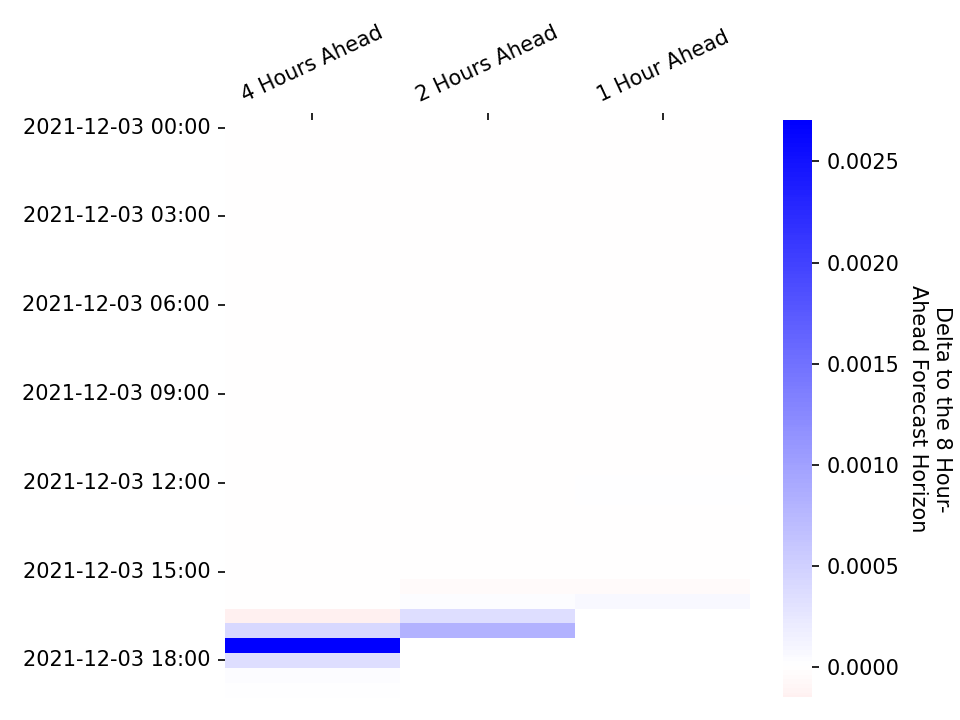 4 Hours Ahead
2 Hours Ahead
1 Hour Ahead
2021-12-03 00:00
2021-12-03 03:00
2021-12-03 06:00
2021-12-03 09:00
2021-12-03 12:00
2021-12-03 15:00
2021-12-03 18:00
0.0025
0.0020
0.0015
0.0010
0.0005
0.0000
Delta to the 8 Hour-
Ahead Forecast Horizon